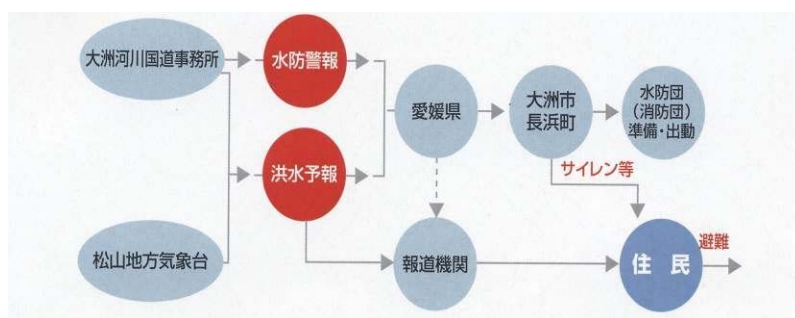 大洲河川国道事務所
水防警報
愛媛県
大洲市
長浜町
水防団
(消防団)
準備・出動
サイレン等
洪水予報
松山地方気象台
報道機関
住 民
避難